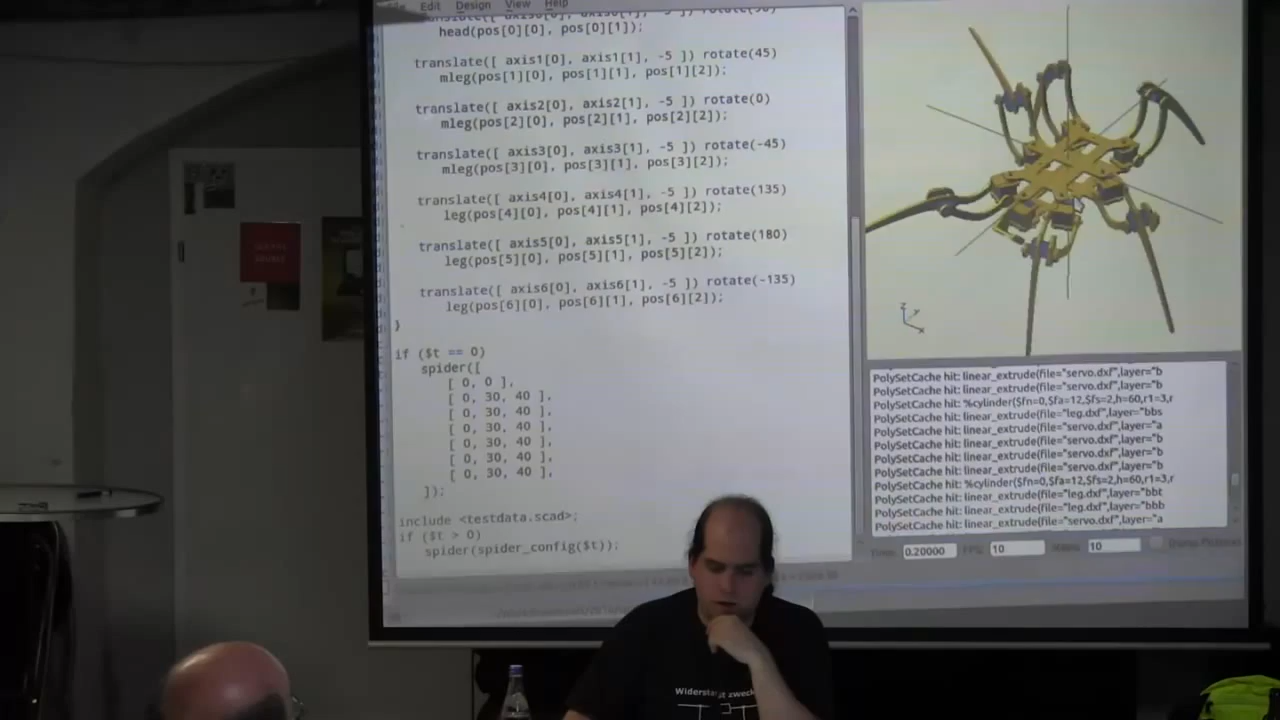 Edit Design View Help
head(pos[0][0], pos[0][1]);
translate([ axis1[0], axis1[1], -5 ]) rotate(45)
mleg(pos[1][0], pos[1][1], pos[1][2]);
translate([ axis2[0], axis2[1], -5 ]) rotate(0)
mleg(pos[2][0], pos[2][1], pos[2][2]);
translate([ axis3[0], axis3[1], -5 ]) rotate(-45)
mleg(pos[3][0], pos[3][1], pos[3][2]);
translate([ axis4[0], axis4[1], -5 ]) rotate(135)
leg(pos[4][0], pos[4][1], pos[4][2]);
translate([ axis5[0], axis5[1], -5 ]) rotate(180)
leg(pos[5][0], pos[5][1], pos[5][2]);
translate([ axis6[0], axis6[1], -5 ]) rotate(-135)
leg(pos[6][0], pos[6][1], pos[6][2]);
}
if ($t == 0)
spider([
[ 0, 0 ],
[ 0, 30, 40 ],
[ 0, 30, 40 ],
[ 0, 30, 40 ],
[ 0, 30, 40 ],
[ 0, 30, 40 ],
[ 0, 30, 40 ],
]);
include <testdata.scad>;
if ($t > 0)
spider(spider_config($t));
z
x
PolySetCache hit: linear_extrude(file="servo.dxf",layer="b
PolySetCache hit: linear_extrude(file="servo.dxf",layer="b
PolySetCache hit: %cylinder($fn=0,$fa=12,$fs=2,h=60,r1=3,r
PolySetCache hit: linear_extrude(file="leg.dxf",layer="bbs
PolySetCache hit: linear_extrude(file="servo.dxf",layer="a
PolySetCache hit: linear_extrude(file="servo.dxf",layer="b
PolySetCache hit: linear_extrude(file="servo.dxf",layer="b
PolySetCache hit: linear_extrude(file="servo.dxf",layer="b
PolySetCache hit: %cylinder($fn=0,$fa=12,$fs=2,h=60,r1=3,r
PolySetCache hit: linear_extrude(file="leg.dxf",layer="bbt
PolySetCache hit: linear_extrude(file="leg.dxf",layer="bbb
PolySetCache hit: linear_extrude(file="servo.dxf",layer="a
Time: 0.20000 FPS: 10 Steps: 10
Widerstand zweck